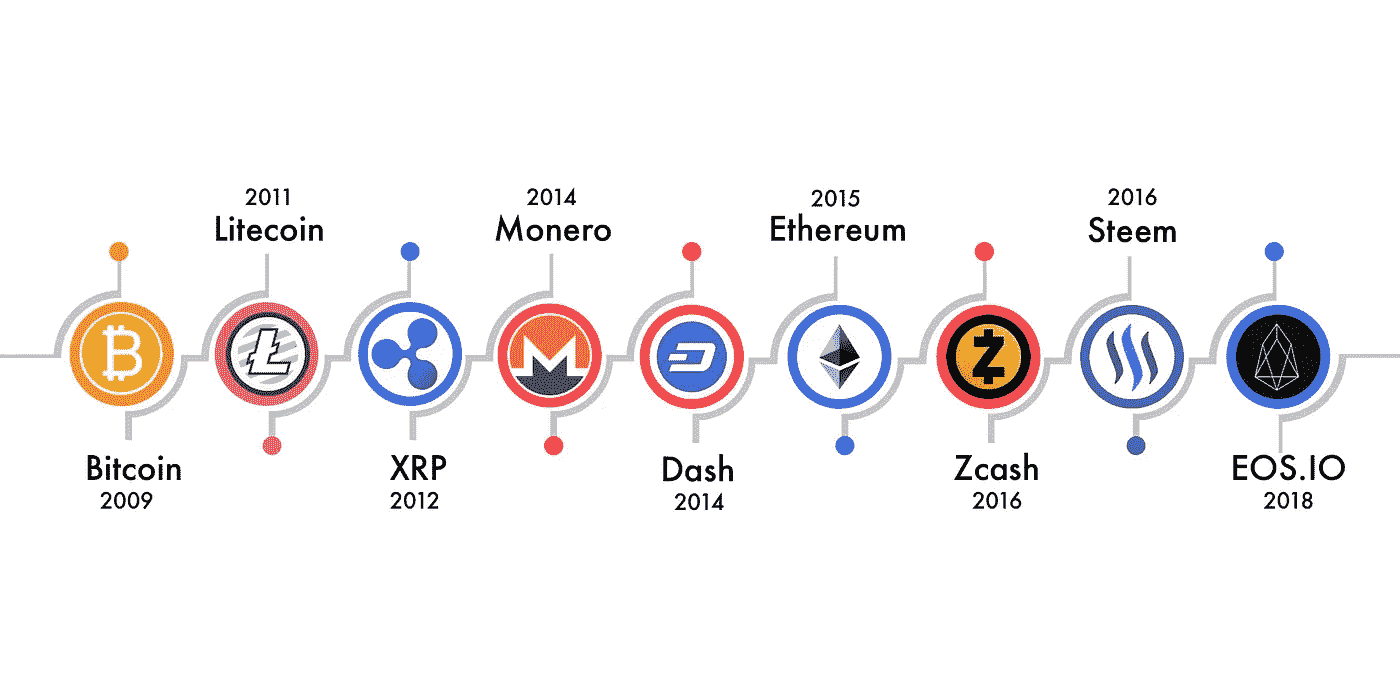 Bitcoin
2009
2011
Litecoin
XRP
2012
2014
Monero
Dash
2014
2015
Ethereum
Zcash
2016
2016
Steem
EOS.IO
2018